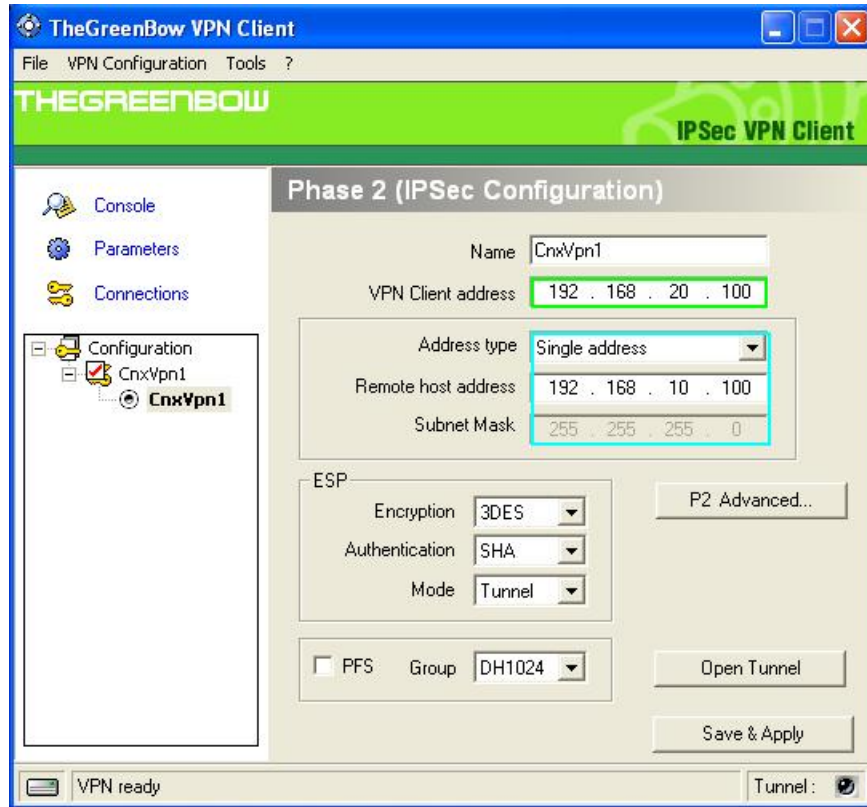 TheGreenBow VPN Client
File VPN Configuration Tools ?
THEGREENBOW
IPSec VPN Client
Console
Parameters
Connections
Configuration
CnxVpn1
CnxVpn1
Phase 2 (IPSec Configuration)
Name CnxVpn1
VPN Client address 192 . 168 . 20 . 100
Address type Single address
Remote host address 192 . 168 . 10 . 100
Subnet Mask 255 . 255 . 255 . 0
ESP
Encryption 3DES
Authentication SHA
Mode Tunnel
P2 Advanced...
PFS Group DH1024
Open Tunnel
Save & Apply
VPN ready
Tunnel :